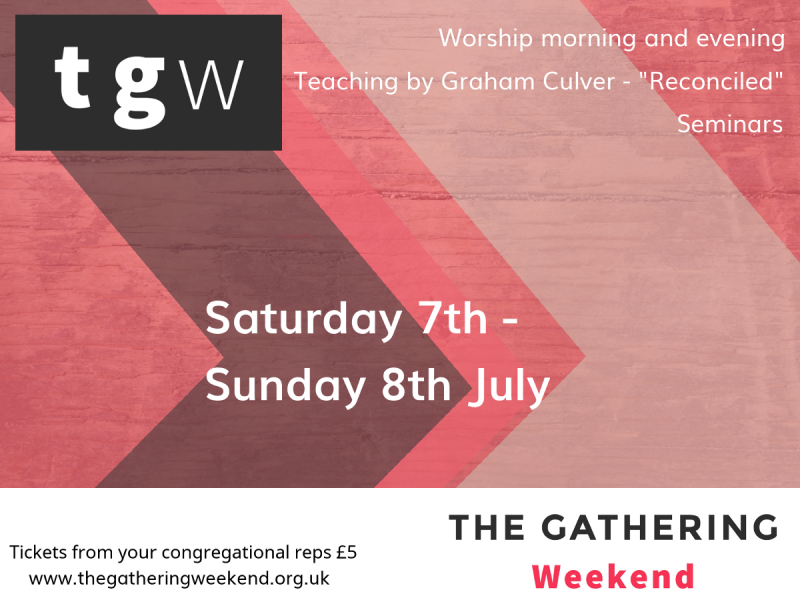 tgw
Worship morning and evening
Teaching by Graham Culver - "Reconciled"
Seminars
Saturday 7th -
Sunday 8th July
Tickets from your congregational reps £5
www.thegatheringweekend.org.uk
THE GATHERING
Weekend